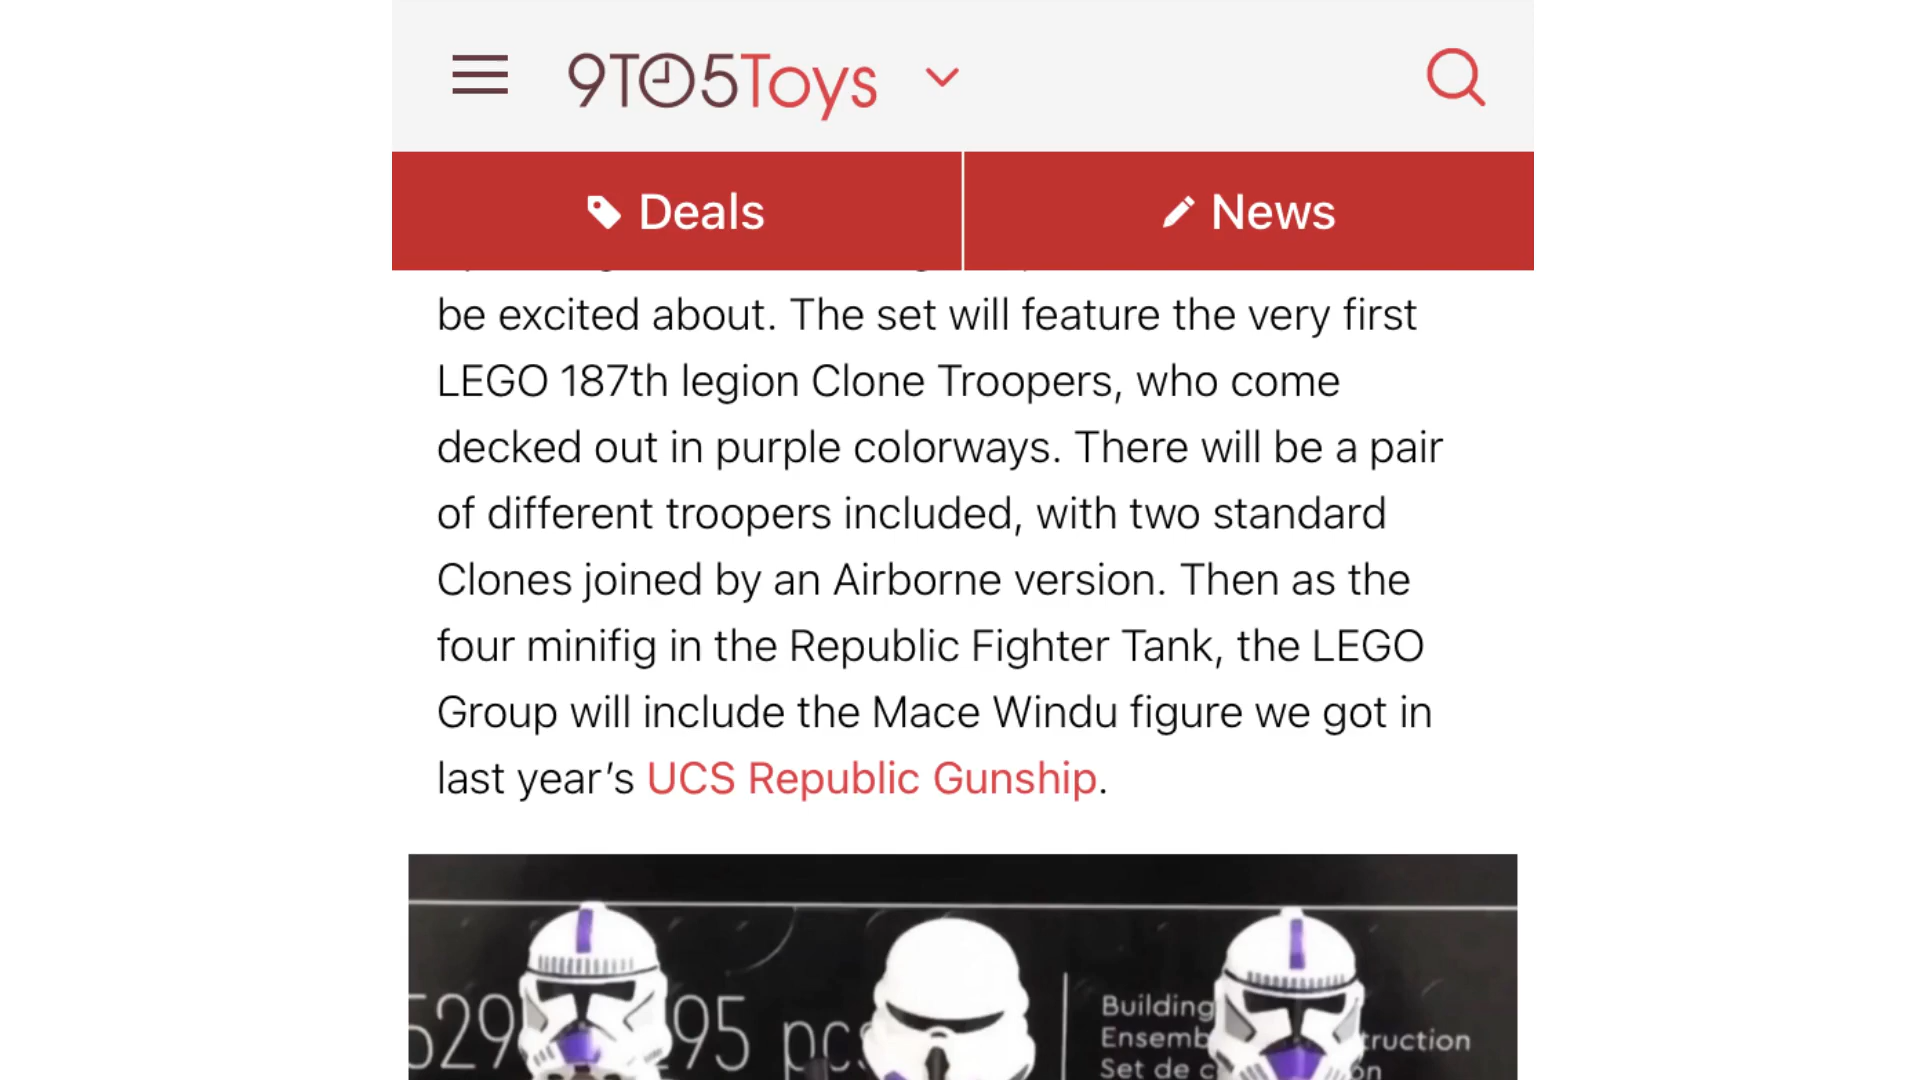 9TO5Toys
Deals
News
be excited about. The set will feature the very first
LEGO 187th legion Clone Troopers, who come
decked out in purple colorways. There will be a pair
of different troopers included, with two standard
Clones joined by an Airborne version. Then as the
four minifig in the Republic Fighter Tank, the LEGO
Group will include the Mace Windu figure we got in
last year’s UCS Republic Gunship.
529
95 pcs
Building